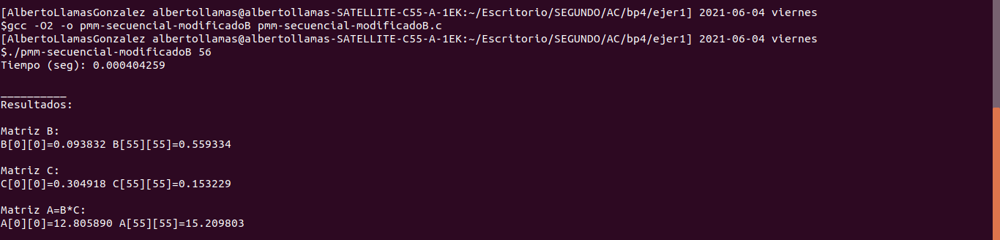 [AlbertoLlamasGonzalez albertollamas@albertollamas-SATELLITE-C55-A-1EK:~/Escritorio/SEGUNDO/AC/bp4/ejer1] 2021-06-04 viernes
$gcc -O2 -o pmm-secuencial-modificadoB pmm-secuencial-modificadoB.c
[AlbertoLlamasGonzalez albertollamas@albertollamas-SATELLITE-C55-A-1EK:~/Escritorio/SEGUNDO/AC/bp4/ejer1] 2021-06-04 viernes
$./pmm-secuencial-modificadoB 56
Tiempo (seg): 0.000404259
__________
Resultados:
Matriz B:
B[0][0]=0.093832 B[55][55]=0.559334
Matriz C:
C[0][0]=0.304918 C[55][55]=0.153229
Matriz A=B*C:
A[0][0]=12.805890 A[55][55]=15.209803